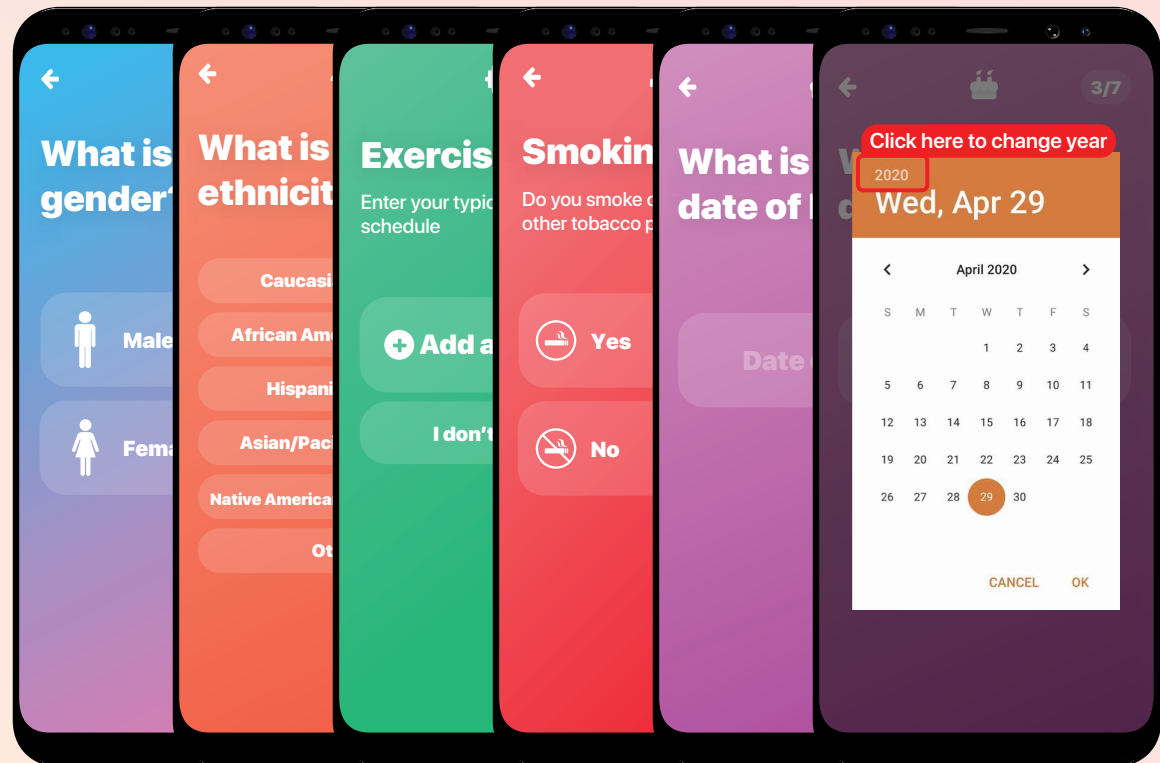 What is
gender?
Male
What is
ethnicit
Caucasi
African Am
Hispani
Asian/Paci
Native America
Ot
Exercis
Enter your typic
schedule
Add a
I don't
Smokin
Do you smoke
other tobacco p
Yes
No
What is
date of
Date
3/7
Click here to change year
2020
Wed, Apr 29
April 2020
S M T W T F S
1 2 3 4
5 6 7 8 9 10 11
12 13 14 15 16 17 18
19 20 21 22 23 24 25
26 27 28 29 30
CANCEL OK